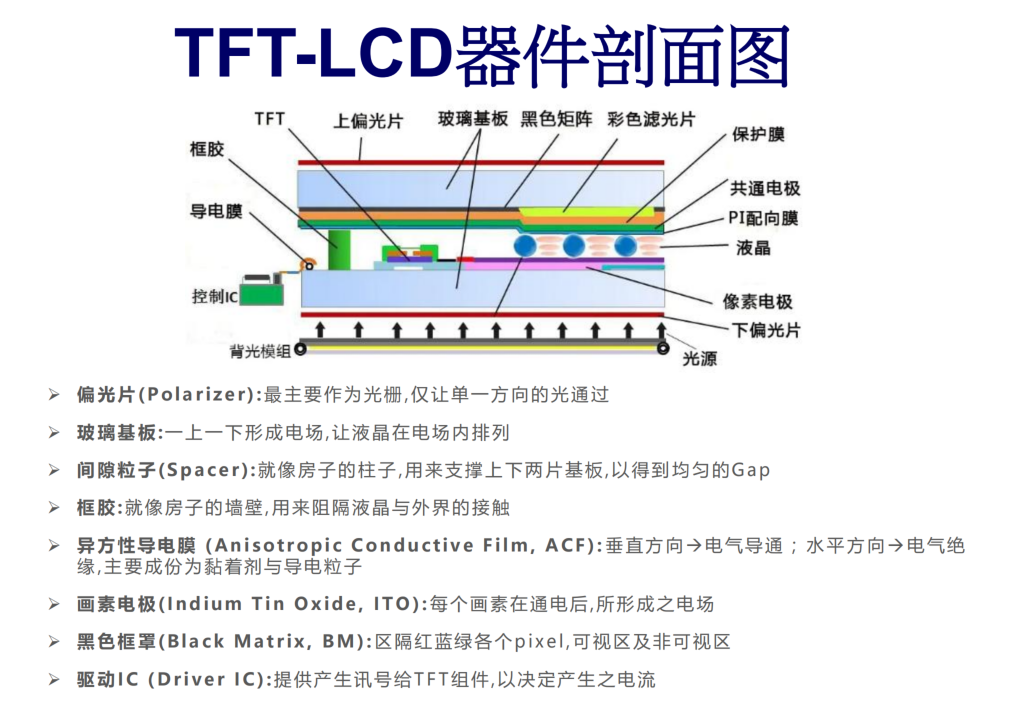 TFT-LCD器件剖面图
TFT
上偏光片
玻璃基板
黑色矩阵
彩色滤光片
保护膜
框胶
共通电极
导电膜
PI配向膜
液晶
控制IC
像素电极
下偏光片
背光模组
光源
➢ 偏光片(Polarizer):最主要作为光栅,仅让单一方向的光通过
➢ 玻璃基板:一上一下形成电场,让液晶在电场内排列
➢ 间隙粒子(Spacer):就像房子的柱子,用来支撑上下两片基板,以得到均匀的Gap
➢ 框胶:就像房子的墙壁,用来阻隔液晶与外界的接触
➢ 异方性导电膜 (Anisotropic Conductive Film, ACF):垂直方向→电气导通 ; 水平方向→电气绝
缘,主要成份为黏着剂与导电粒子
➢ 画素电极(Indium Tin Oxide, ITO):每个画素在通电后,所形成之电场
➢ 黑色框罩(Black Matrix, BM):区隔红蓝绿各个pixel,可视区及非可视区
➢ 驱动IC (Driver IC):提供产生讯号给TFT组件,以决定产生之电流